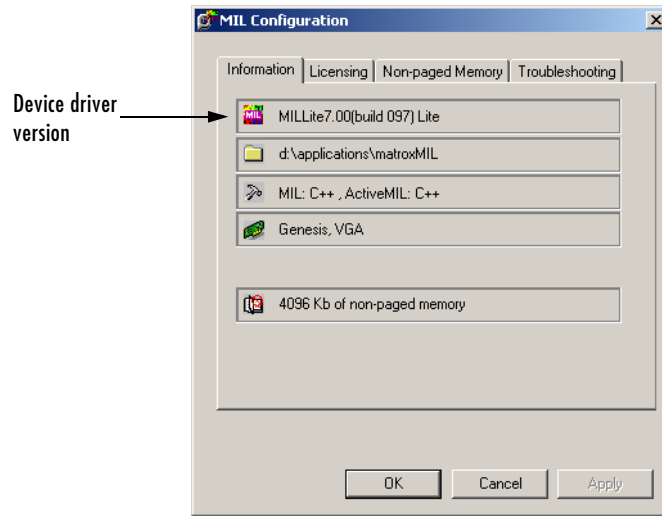 MIL Configuration
Information Licensing Non-paged Memory Troubleshooting
Device driver
version
MIL
MILLite7.00(build 097) Lite
d:\applications\matroxMIL
MIL: C++ , ActiveMIL: C++
Genesis, VGA
4096 Kb of non-paged memory
OK Cancel Apply